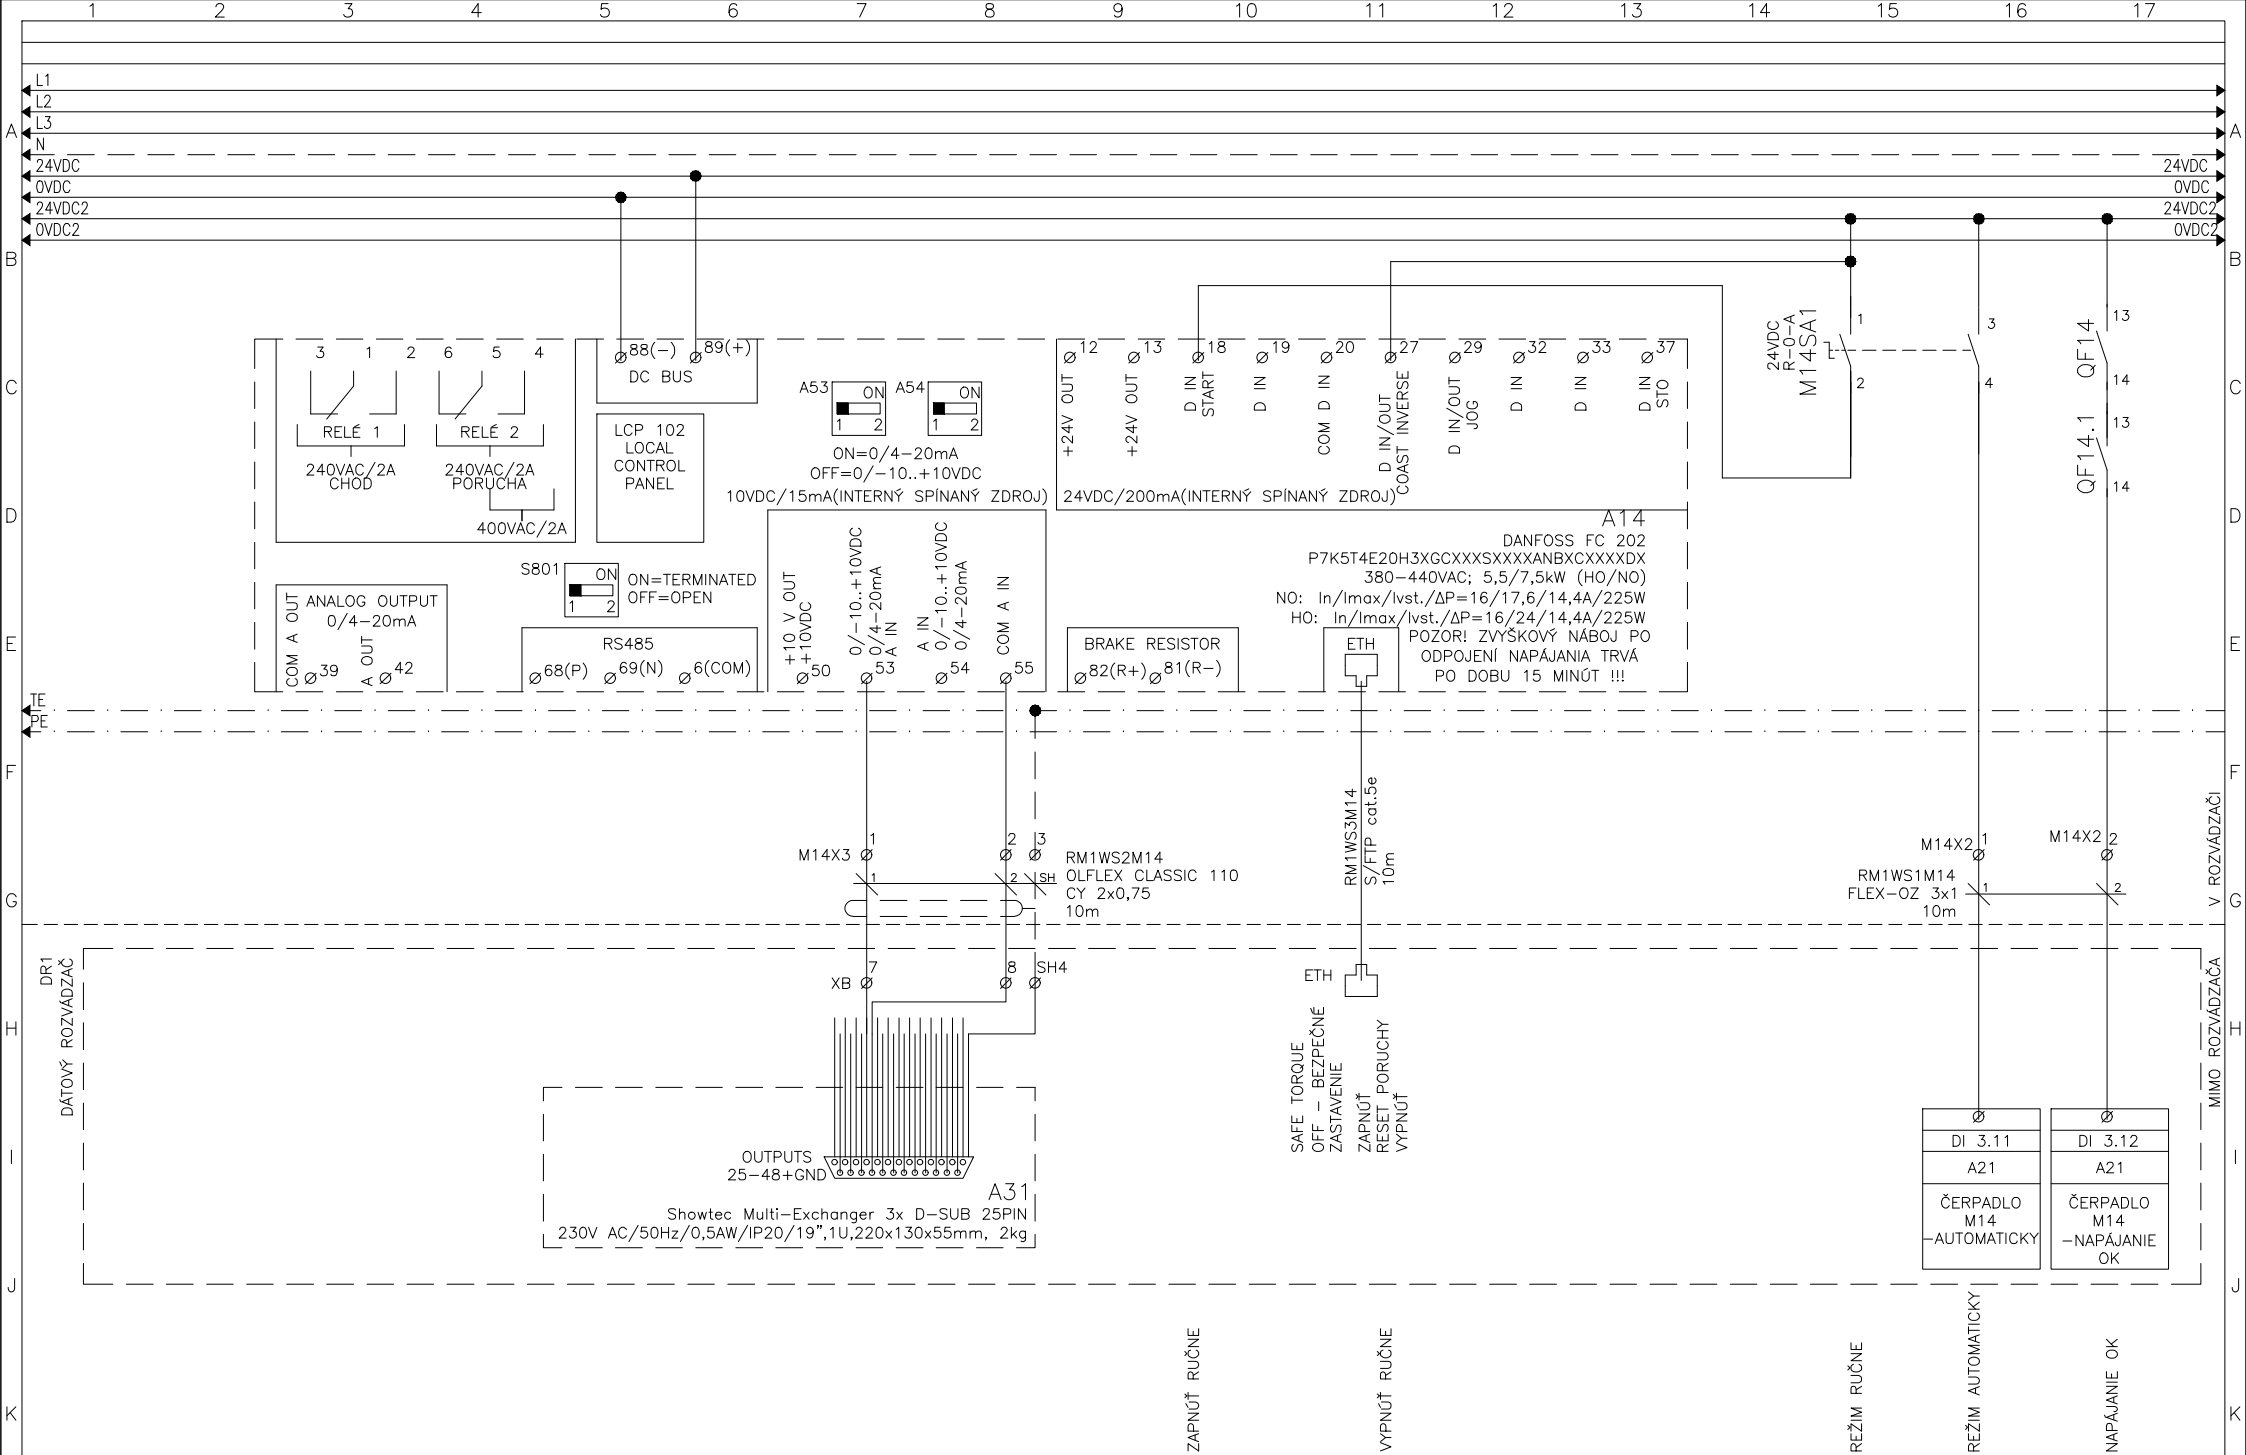 1 2 3 4 5 6 7 8 9 10 11 12 13 14 15 16 17
L1
L2
A L3 A
N
24VDC 24VDC
0VDC 0VDC
24VDC2 24VDC2
0VDC2 0VDC2
B B
C C
3 1 2
RELÉ 1
240VAC/2A
CHOD
6 5 4
RELÉ 2
240VAC/2A
PORUCHA
400VAC/2A
88(−) 89(+)
DC BUS
LCP 102
LOCAL
CONTROL
PANEL
A53 ON
1 2
A54 ON
1 2
ON=0/4−20mA
OFF=0/−10..+10VDC
10VDC/15mA(INTERNÝ SPÍNANÝ ZDROJ)
12 13 18 19 20 27 29 32 33 37
+24V OUT
+24V OUT
D IN
START
D IN
COM D IN
D IN/OUT
COAST INVERSE
D IN/OUT
JOG
D IN
D IN
D IN
STO
24VDC/200mA(INTERNÝ SPÍNANÝ ZDROJ)
24VDC
R−0−A
M14SA1
1
2
3
4
QF14
13
14
QF14.1
13
14
D D
A14
DANFOSS FC 202
P7K5T4E20H3XGCXXXSXXXXANBXCXXXXDX
380−440VAC; 5,5/7,5kW (HO/NO)
NO: In/Imax/Ivst./ΔP=16/17,6/14,4A/225W
HO: In/Imax/Ivst./ΔP=16/24/14,4A/225W
POZOR! ZVYŠKOVÝ NÁBOJ PO
ODPOJENÍ NAPÁJANIA TRVÁ
PO DOBU 15 MINÚT !!!
S801 ON
1 2
ON=TERMINATED
OFF=OPEN
E E
ANALOG OUTPUT
0/4−20mA
COM A OUT
39
A OUT
42
RS485
68(P) 69(N) 6(COM)
+10 V OUT
+10VDC
50
0/−10..+10VDC
0/4−20mA
A IN
53
A IN
0/−10..+10VDC
0/4−20mA
54
COM A IN
55
BRAKE RESISTOR
82(R+) 81(R−)
ETH
TE
PE
F F
M14X3 1 2 3
1 2 SH
RM1WS2M14
OLFLEX CLASSIC 110
CY 2x0,75
10m
RM1WS3M14
S/FTP cat.5e
10m
M14X2 1
M14X2 2
RM1WS1M14
FLEX−OZ 3x1
10m
1 2
V ROZVÁDZAČI
G G
DR1
DÁTOVÝ ROZVÁDZAČ
XB 7 8 SH4
ETH
MIMO ROZVÁDZAČA
H H
SAFE TORQUE
OFF − BEZPEČNÉ
ZASTAVENIE
ZAPNÚŤ
RESET PORUCHY
VYPNÚŤ
I I
OUTPUTS
25−48+GND
A31
Showtec Multi−Exchanger 3x D−SUB 25PIN
230V AC/50Hz/0,5AW/IP20/19",1U,220x130x55mm, 2kg
DI 3.11
A21
ČERPADLO
M14
−AUTOMATICKY
DI 3.12
A21
ČERPADLO
M14
−NAPÁJANIE
OK
J J
ZAPNÚŤ RUČNE
VYPNÚŤ RUČNE
REŽIM RUČNE
REŽIM AUTOMATICKY
NAPÁJANIE OK
K K